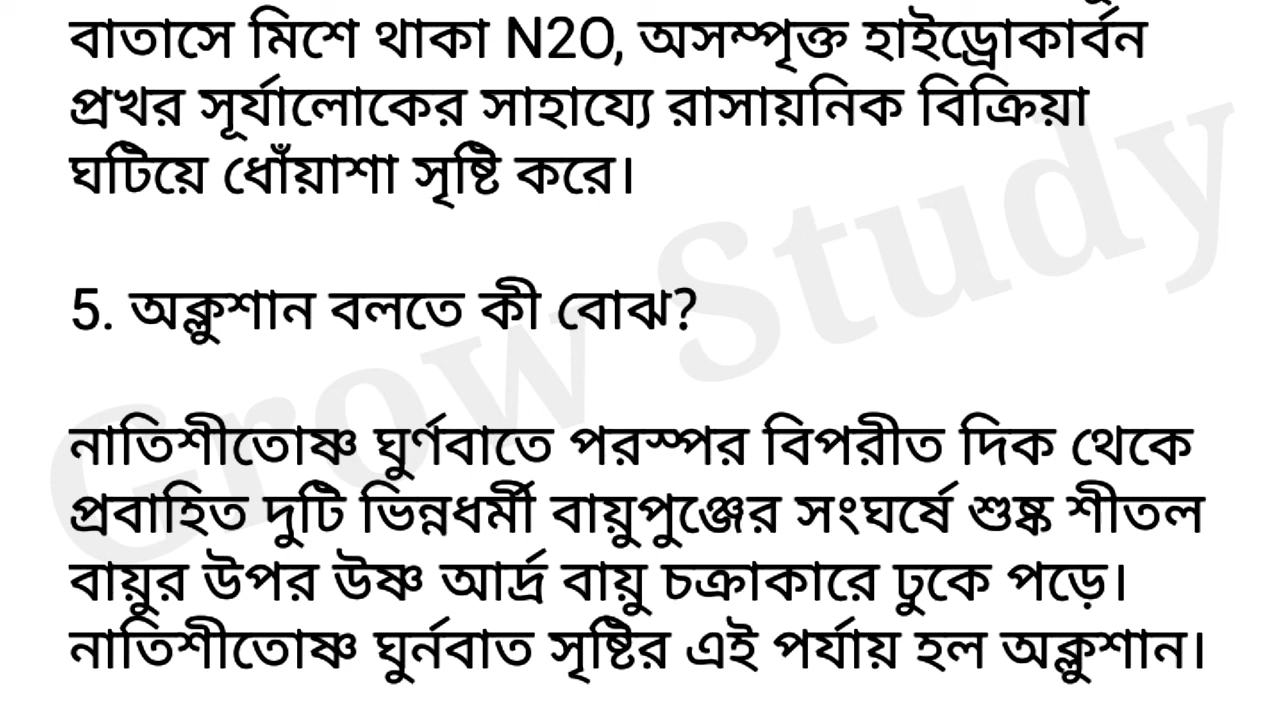 বাতাসে মিশে থাকা N2O, অসম্পৃক্ত হাইড্রোকার্বন
প্রখর সূর্যালোকের সাহায্যে রাসায়নিক বিক্রিয়া
ঘটিয়ে ধোঁয়াশা সৃষ্টি করে।
5. অক্লুশান বলতে কী বোঝ?
নাতিশীতোষ্ণ ঘুর্ণবাতে পরস্পর বিপরীত দিক থেকে
প্রবাহিত দুটি ভিন্নধর্মী বায়ুপুঞ্জের সংঘর্ষে শুষ্ক শীতল
বায়ুর উপর উষ্ণ আর্দ্র বায়ু চক্রাকারে ঢুকে পড়ে।
নাতিশীতোষ্ণ ঘুর্নবাত সৃষ্টির এই পর্যায় হল অক্লুশান।
Grow Study